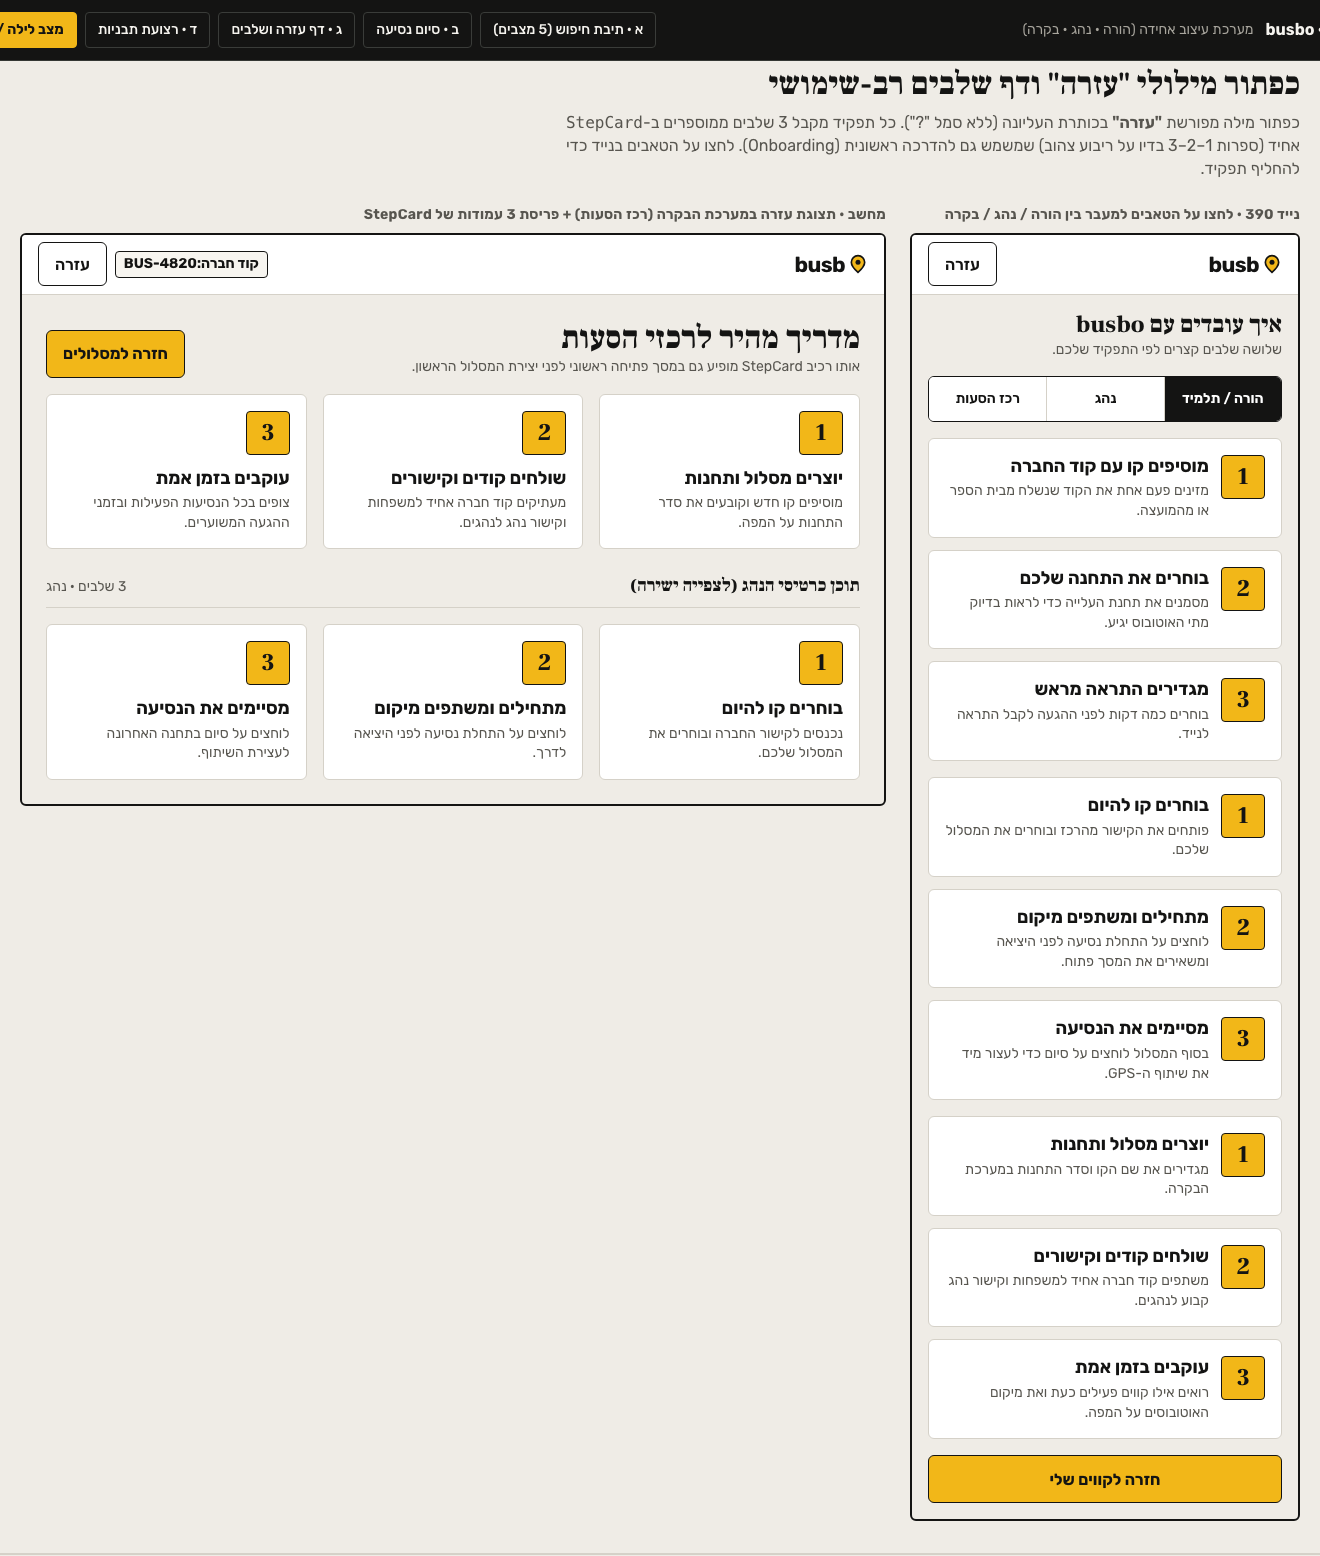 busbo
מערכת עיצוב אחידה (הורה • נהג • בקרה)
א • תיבת חיפוש (5 מצבים)
ב • סיום נסיעה
ג • דף עזרה ושלבים
ד • רצועת תבניות
מצב לילה /
כפתור מילולי "עזרה" ודף שלבים רב-שימושי
כפתור מילה מפורשת "עזרה" בכותרת העליונה (ללא סמל "?"). כל תפקיד מקבל 3 שלבים ממוספרים ב-StepCard
אחיד (ספרות 1–2–3 בדיו על ריבוע צהוב) שמשמש גם להדרכה ראשונית (Onboarding). לחצו על הטאבים בנייד כדי
להחליף תפקיד.
נייד 390 • לחצו על הטאבים למעבר בין הורה / נהג / בקרה
busb
עזרה
איך עובדים עם busbo
שלושה שלבים קצרים לפי התפקיד שלכם.
הורה / תלמיד
נהג
רכז הסעות
1
מוסיפים קו עם קוד החברה
מזינים פעם אחת את הקוד שנשלח מבית הספר
או מהמועצה.
2
בוחרים את התחנה שלכם
מסמנים את תחנת העלייה כדי לראות בדיוק
מתי האוטובוס יגיע.
3
מגדירים התראה מראש
בוחרים כמה דקות לפני ההגעה לקבל התראה
לנייד.
1
בוחרים קו להיום
פותחים את הקישור מהרכז ובוחרים את המסלול
שלכם.
2
מתחילים ומשתפים מיקום
לוחצים על התחלת נסיעה לפני היציאה
ומשאירים את המסך פתוח.
3
מסיימים את הנסיעה
בסוף המסלול לוחצים על סיום כדי לעצור מיד
את שיתוף ה-GPS.
1
יוצרים מסלול ותחנות
מגדירים את שם הקו וסדר התחנות במערכת
הבקרה.
2
שולחים קודים וקישורים
משתפים קוד חברה אחיד למשפחות וקישור נהג
קבוע לנהגים.
3
עוקבים בזמן אמת
רואים אילו קווים פעילים כעת ואת מיקום
האוטובוסים על המפה.
חזרה לקווים שלי
מחשב • תצוגת עזרה במערכת הבקרה (רכז הסעות) + פריסת 3 עמודות של StepCard
busb
קוד חברה:BUS-4820
עזרה
מדריך מהיר לרכזי הסעות
אותו רכיב StepCard מופיע גם במסך פתיחה ראשוני לפני יצירת המסלול הראשון.
חזרה למסלולים
1
יוצרים מסלול ותחנות
מוסיפים קו חדש וקובעים את סדר
התחנות על המפה.
2
שולחים קודים וקישורים
מעתיקים קוד חברה אחיד למשפחות
וקישור נהג לנהגים.
3
עוקבים בזמן אמת
צופים בכל הנסיעות הפעילות ובזמני
ההגעה המשוערים.
תוכן כרטיסי הנהג (לצפייה ישירה)
3 שלבים • נהג
1
בוחרים קו להיום
נכנסים לקישור החברה ובוחרים את
המסלול שלכם.
2
מתחילים ומשתפים מיקום
לוחצים על התחלת נסיעה לפני היציאה
לדרך.
3
מסיימים את הנסיעה
לוחצים על סיום בתחנה האחרונה
לעצירת השיתוף.